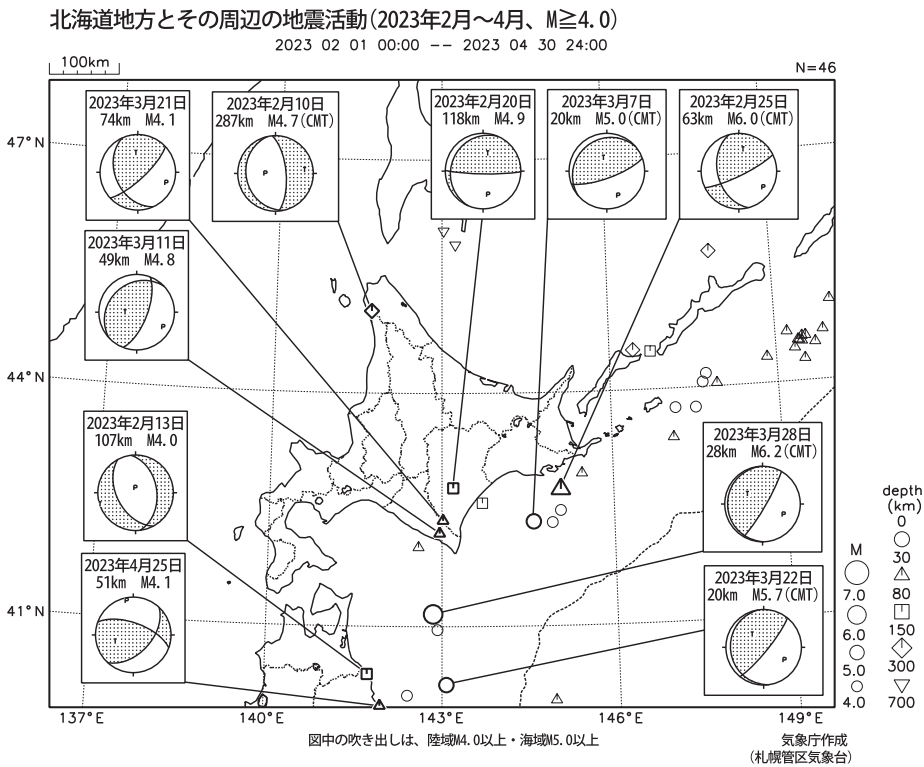 北海道地方とその周辺の地震活動(2023年2月～4月、M≧4.0)
2023 02 01 00:00 -- 2023 04 30 24:00
100km
N=46
2023年3月21日
74km M4.1
T
P
2023年2月10日
287km M4.7(CMT)
P
T
2023年2月20日
118km M4.9
T
P
2023年3月7日
20km M5.0(CMT)
T
P
2023年2月25日
63km M6.0(CMT)
T
P
47°N
2023年3月11日
49km M4.8
T
P
44°N
2023年2月13日
107km M4.0
P
2023年3月28日
28km M6.2(CMT)
T
P
2023年4月25日
51km M4.1
P
T
2023年3月22日
20km M5.7(CMT)
T
P
41°N
137°E
140°E
143°E
146°E
149°E
M
7.0
6.0
5.0
4.0
depth
(km)
0
30
80
150
300
700
図中の吹き出しは、陸域M4.0以上・海域M5.0以上
気象庁作成
(札幌管区気象台)